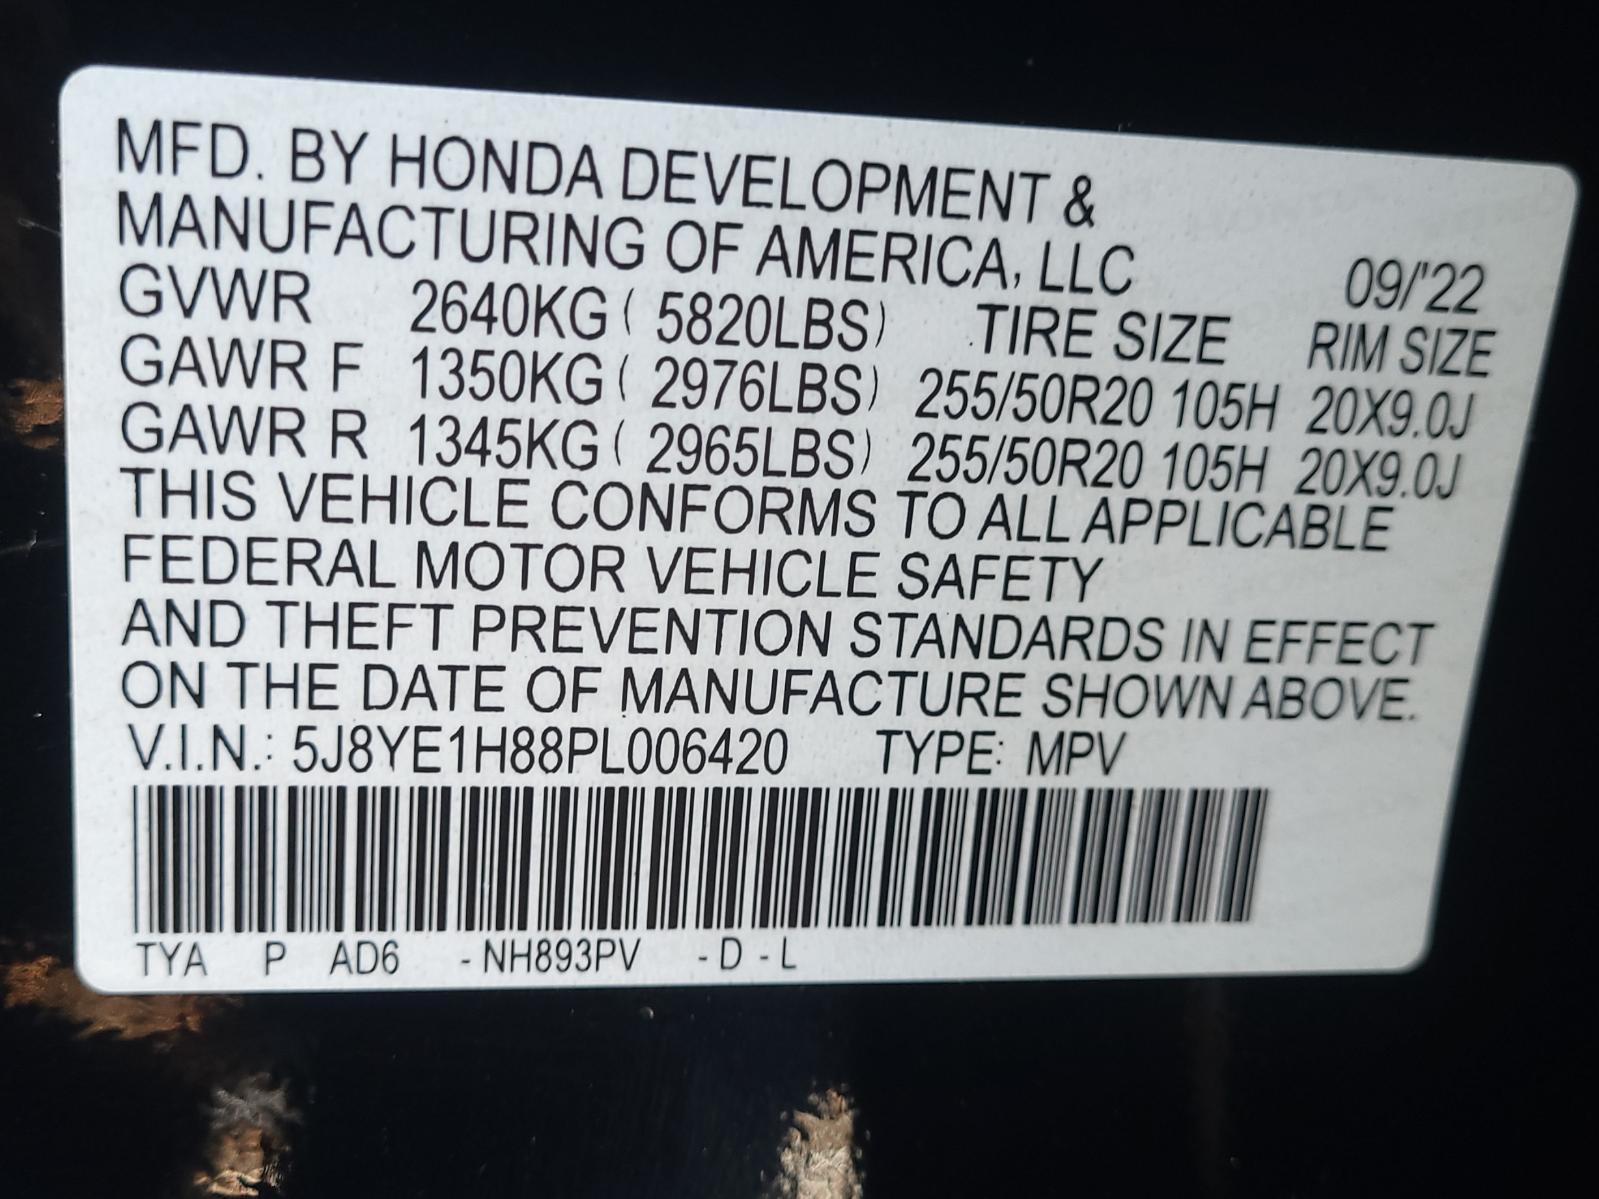 MFD. BY HONDA DEVELOPMENT &
MANUFACTURING OF AMERICA, LLC 09/'22
GVWR 2640KG ( 5820LBS) TIRE SIZE RIM SIZE
GAWR F 1350KG ( 2976LBS) 255/50R20 105H 20X9.0J
GAWR R 1345KG ( 2965LBS) 255/50R20 105H 20X9.0J
THIS VEHICLE CONFORMS TO ALL APPLICABLE
FEDERAL MOTOR VEHICLE SAFETY
AND THEFT PREVENTION STANDARDS IN EFFECT
ON THE DATE OF MANUFACTURE SHOWN ABOVE.
V.I.N.: 5J8YE1H88PL006420 TYPE: MPV
TYA P AD6 - NH893PV - D - L